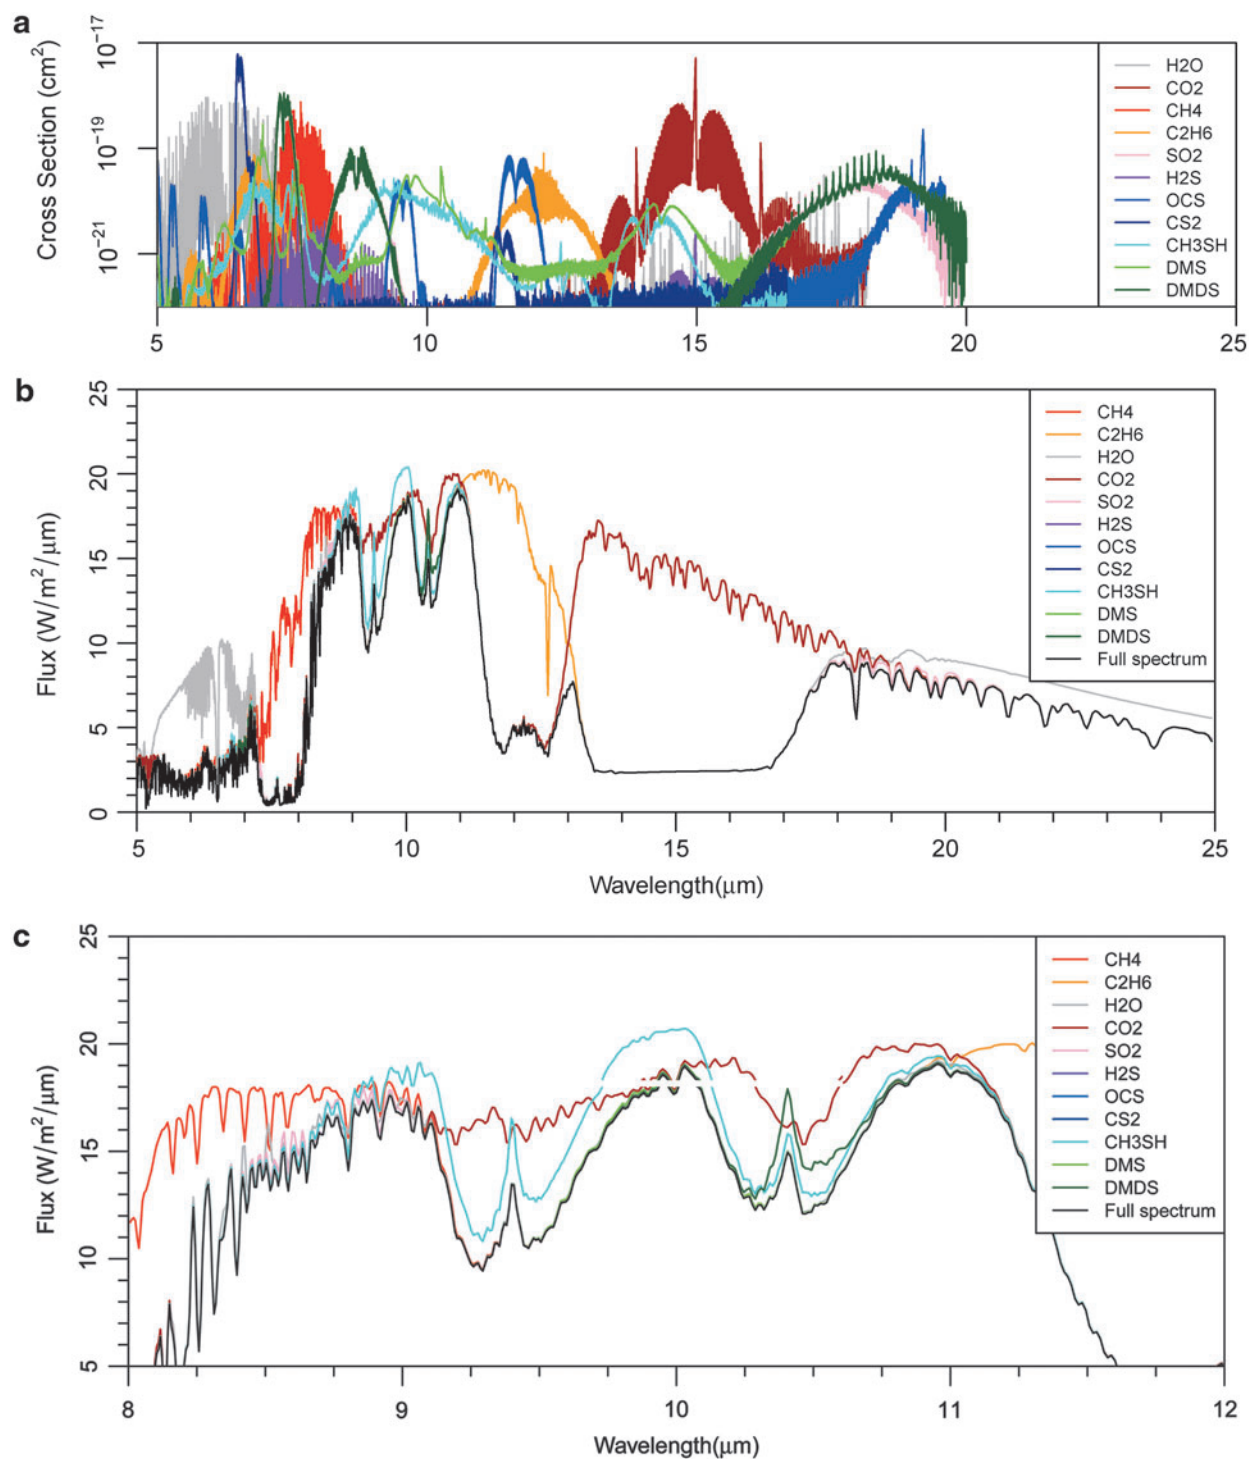 a
Cross Section (cm²)
10⁻¹⁷
10⁻¹⁹
10⁻²¹
H2O
CO2
CH4
C2H6
SO2
H2S
OCS
CS2
CH3SH
DMS
DMDS
5 10 15 20 25
b
Flux (W/m²/μm)
25
20
15
10
5
0
CH4
C2H6
H2O
CO2
SO2
H2S
OCS
CS2
CH3SH
DMS
DMDS
Full spectrum
5 10 15 20 25
Wavelength(μm)
c
Flux (W/m²/μm)
25
20
15
10
5
CH4
C2H6
H2O
CO2
SO2
H2S
OCS
CS2
CH3SH
DMS
DMDS
Full spectrum
8 9 10 11 12
Wavelength(μm)